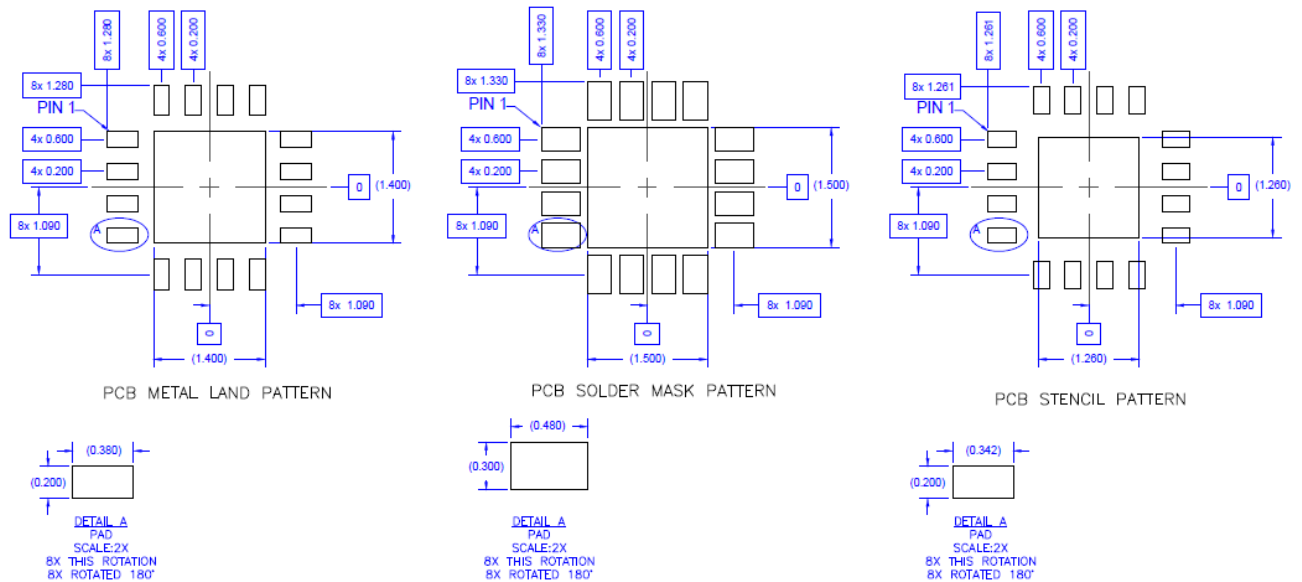 8x 1.280
4x 0.600
4x 0.200
8x 1.280
PIN 1
4x 0.600
4x 0.200
0
(1.400)
A
8x 1.090
8x 1.090
0
(1.400)
PCB METAL LAND PATTERN
(0.380)
(0.200)
DETAIL A
PAD
SCALE:2X
8X THIS ROTATION
8X ROTATED 180°
8x 1.330
4x 0.600
4x 0.200
8x 1.330
PIN 1
4x 0.600
4x 0.200
0
(1.500)
A
8x 1.090
8x 1.090
0
(1.500)
PCB SOLDER MASK PATTERN
(0.480)
(0.300)
DETAIL A
PAD
SCALE:2X
8X THIS ROTATION
8X ROTATED 180°
8x 1.261
4x 0.600
4x 0.200
8x 1.261
PIN 1
4x 0.600
4x 0.200
0
(1.260)
A
8x 1.090
8x 1.090
0
(1.260)
PCB STENCIL PATTERN
(0.342)
(0.200)
DETAIL A
PAD
SCALE:2X
8X THIS ROTATION
8X ROTATED 180°